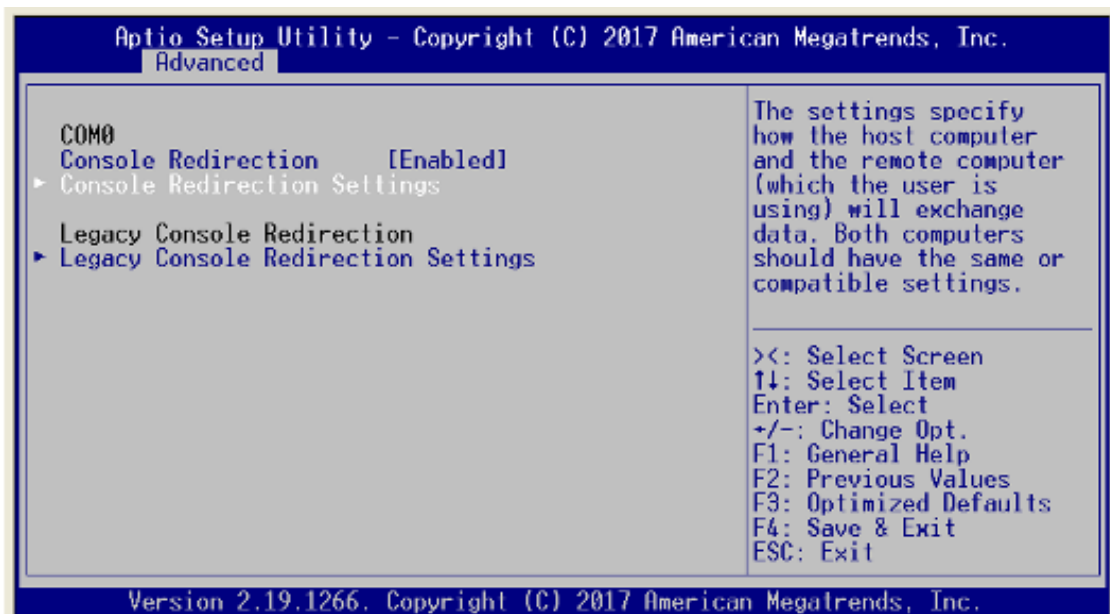 Aptio Setup Utility - Copyright (C) 2017 American Megatrends, Inc.
Advanced
COM0
Console Redirection [Enabled]
► Console Redirection Settings
Legacy Console Redirection
► Legacy Console Redirection Settings
The settings specify
how the host computer
and the remote computer
(which the user is
using) will exchange
data. Both computers
should have the same or
compatible settings.
><: Select Screen
↑↓: Select Item
Enter: Select
+/-: Change Opt.
F1: General Help
F2: Previous Values
F3: Optimized Defaults
F4: Save & Exit
ESC: Exit
Version 2.19.1266. Copyright (C) 2017 American Megatrends, Inc.